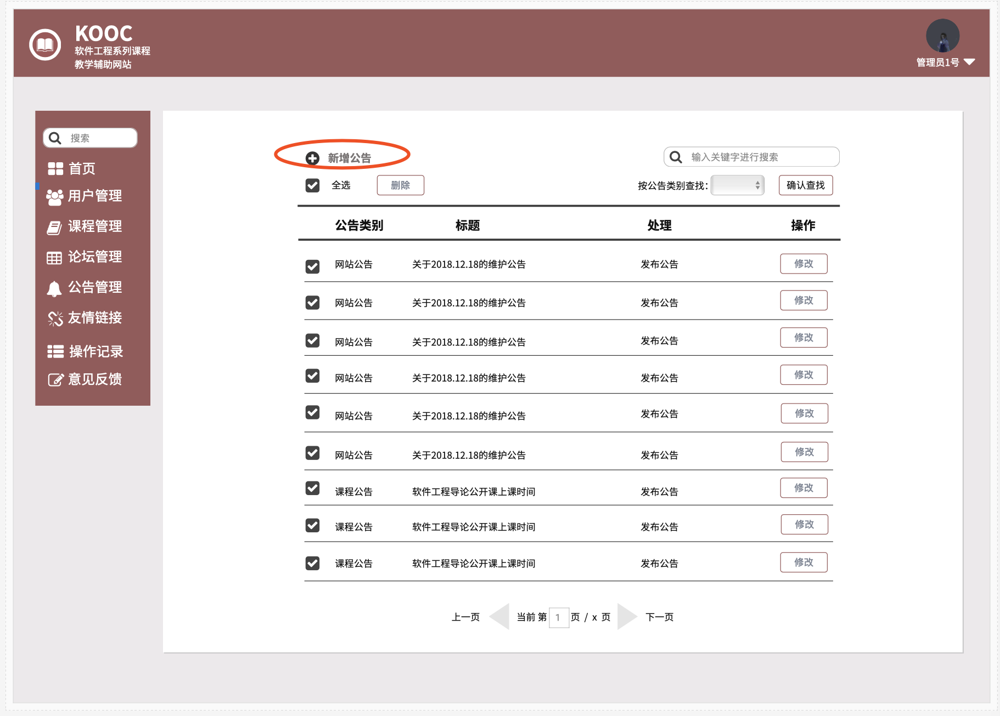 KOOC
软件工程系列课程
教学辅助网站
管理员1号
搜索
首页
用户管理
课程管理
论坛管理
公告管理
友情链接
操作记录
意见反馈
新增公告
输入关键字进行搜索
全选 删除 按公告类别查找: 确认查找
公告类别 标题 处理 操作
网站公告 关于2018.12.18的维护公告 发布公告 修改
网站公告 关于2018.12.18的维护公告 发布公告 修改
网站公告 关于2018.12.18的维护公告 发布公告 修改
网站公告 关于2018.12.18的维护公告 发布公告 修改
网站公告 关于2018.12.18的维护公告 发布公告 修改
网站公告 关于2018.12.18的维护公告 发布公告 修改
课程公告 软件工程导论公开课上课时间 发布公告 修改
课程公告 软件工程导论公开课上课时间 发布公告 修改
课程公告 软件工程导论公开课上课时间 发布公告 修改
上一页 当前 第 1 页 / x 页 下一页